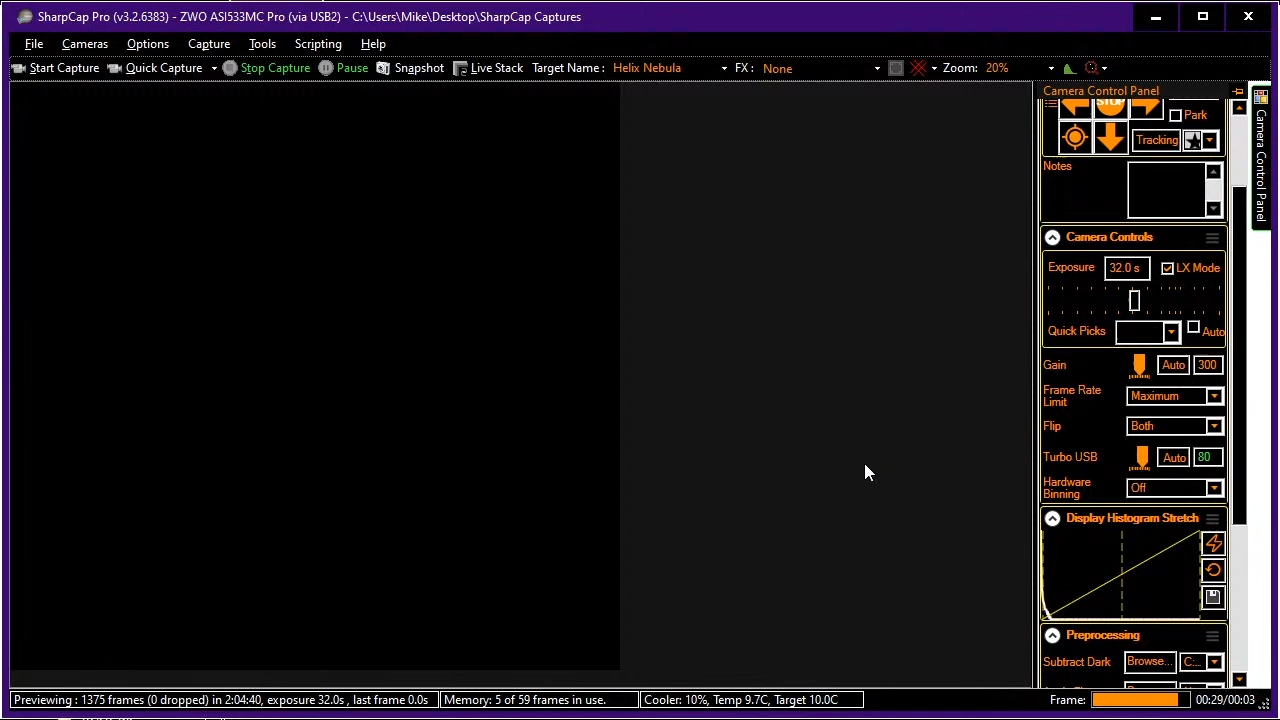 SharpCap Pro (v3.2.6383) - ZWO ASI533MC Pro (via USB2) - C:\Users\Mike\Desktop\SharpCap Captures
File Cameras Options Capture Tools Scripting Help
Start Capture Quick Capture Stop Capture Pause Snapshot Live Stack Target Name : Helix Nebula FX : None Zoom: 20%
Camera Control Panel
Camera Control Panel
STOP
Park
Tracking
Notes
Camera Controls
Exposure 32.0 s LX Mode
Quick Picks Auto
Gain Auto 300
Frame Rate
Limit
Maximum
Flip Both
Turbo USB Auto 80
Hardware
Binning
Off
Display Histogram Stretch
Preprocessing
Subtract Dark Browse... C:...
Previewing : 1375 frames (0 dropped) in 2:04:40, exposure 32.0s , last frame 0.0s Memory: 5 of 59 frames in use. Cooler: 10%, Temp 9.7C, Target 10.0C Frame: 00:29/00:03